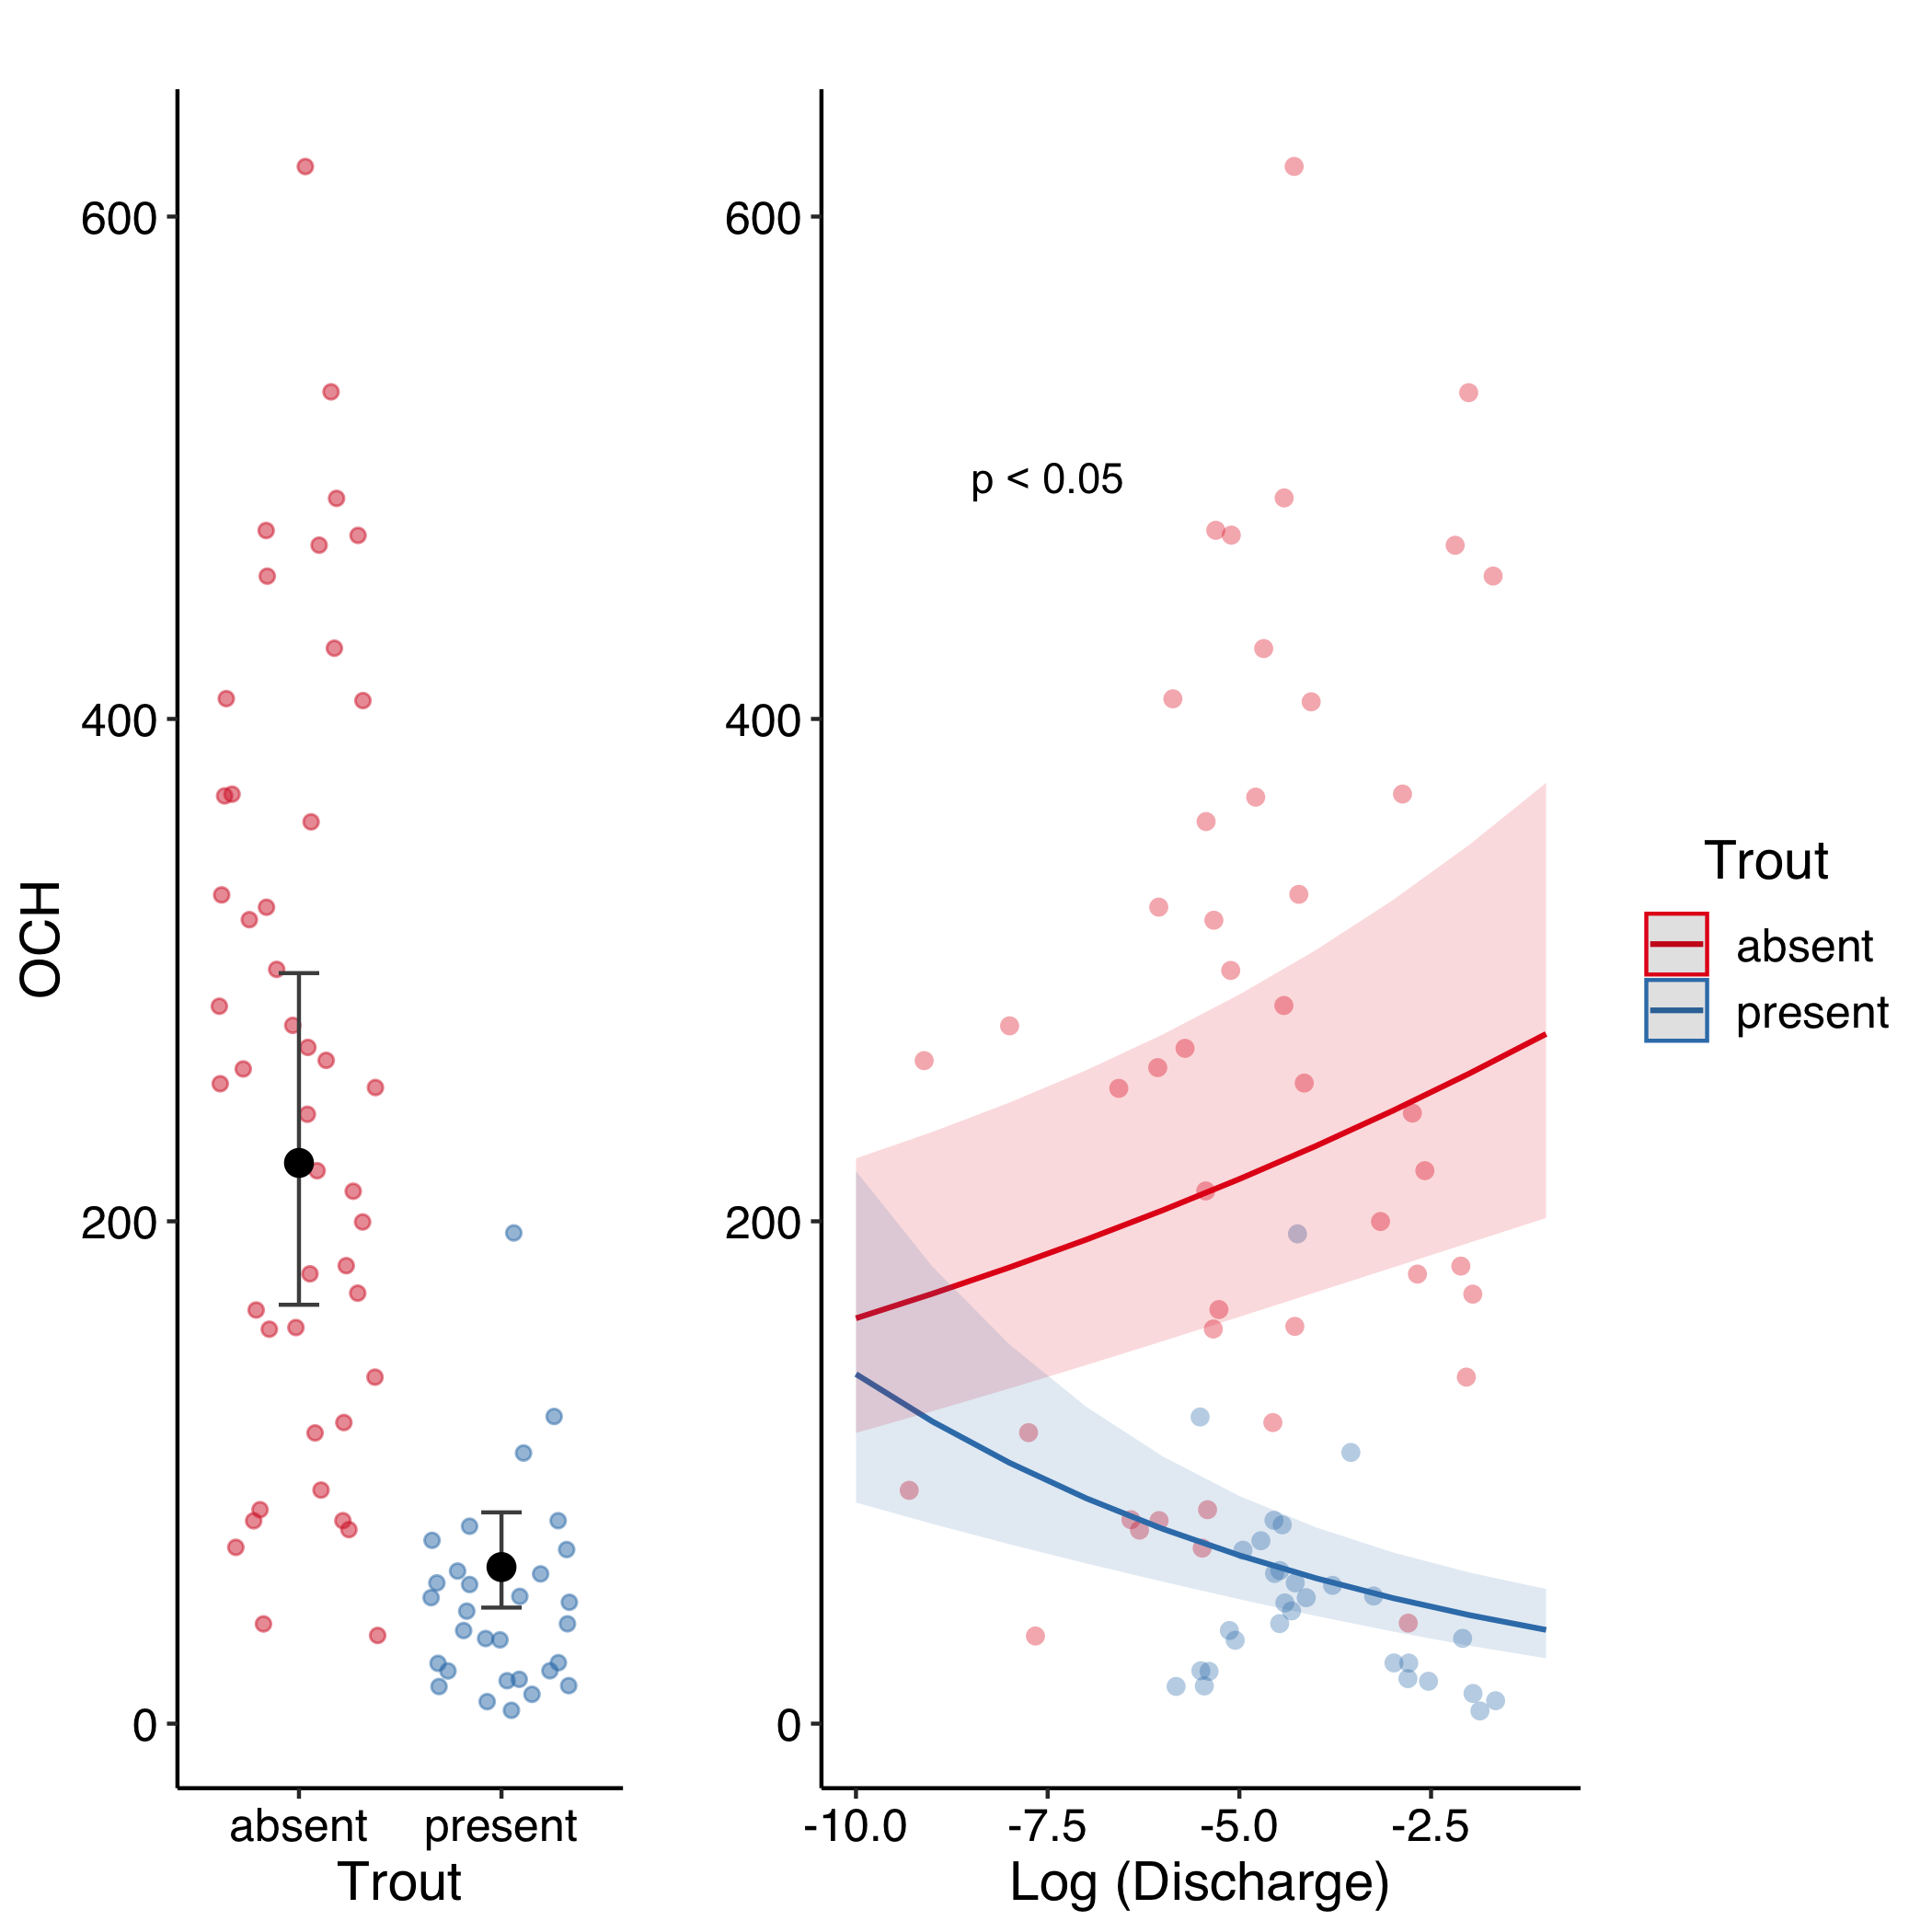 OCH
600
400
200
0
absent present
Trout
600
400
200
0
p < 0.05
-10.0 -7.5 -5.0 -2.5
Log (Discharge)
Trout
absent
present